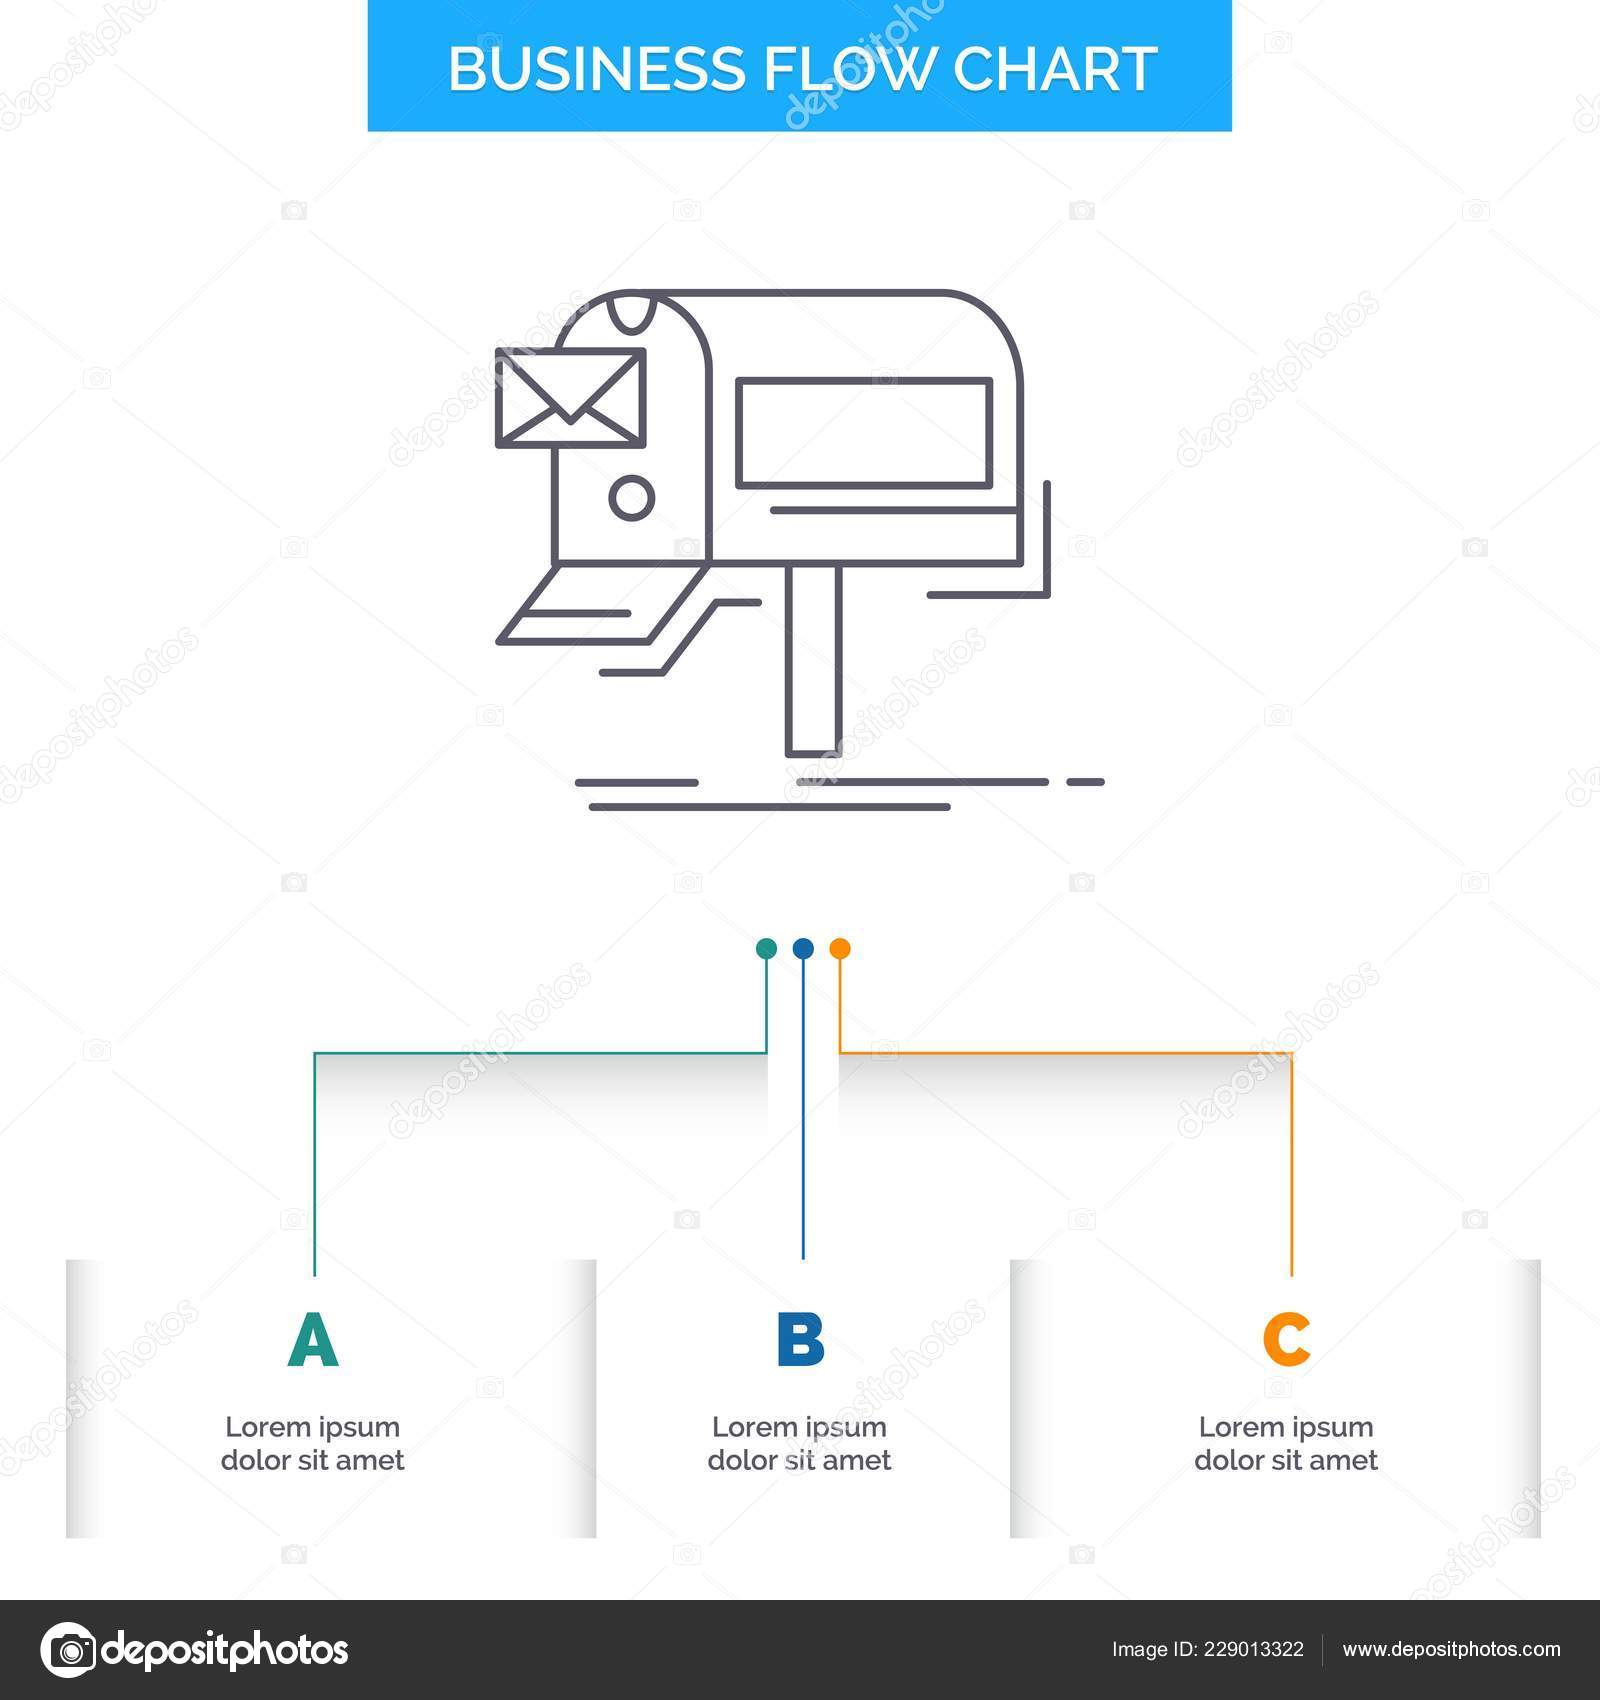 BUSINESS FLOW CHART
A
Lorem ipsum
dolor sit amet
B
Lorem ipsum
dolor sit amet
C
Lorem ipsum
dolor sit amet
depositphotos
Image ID: 229013322
www.depositphotos.com